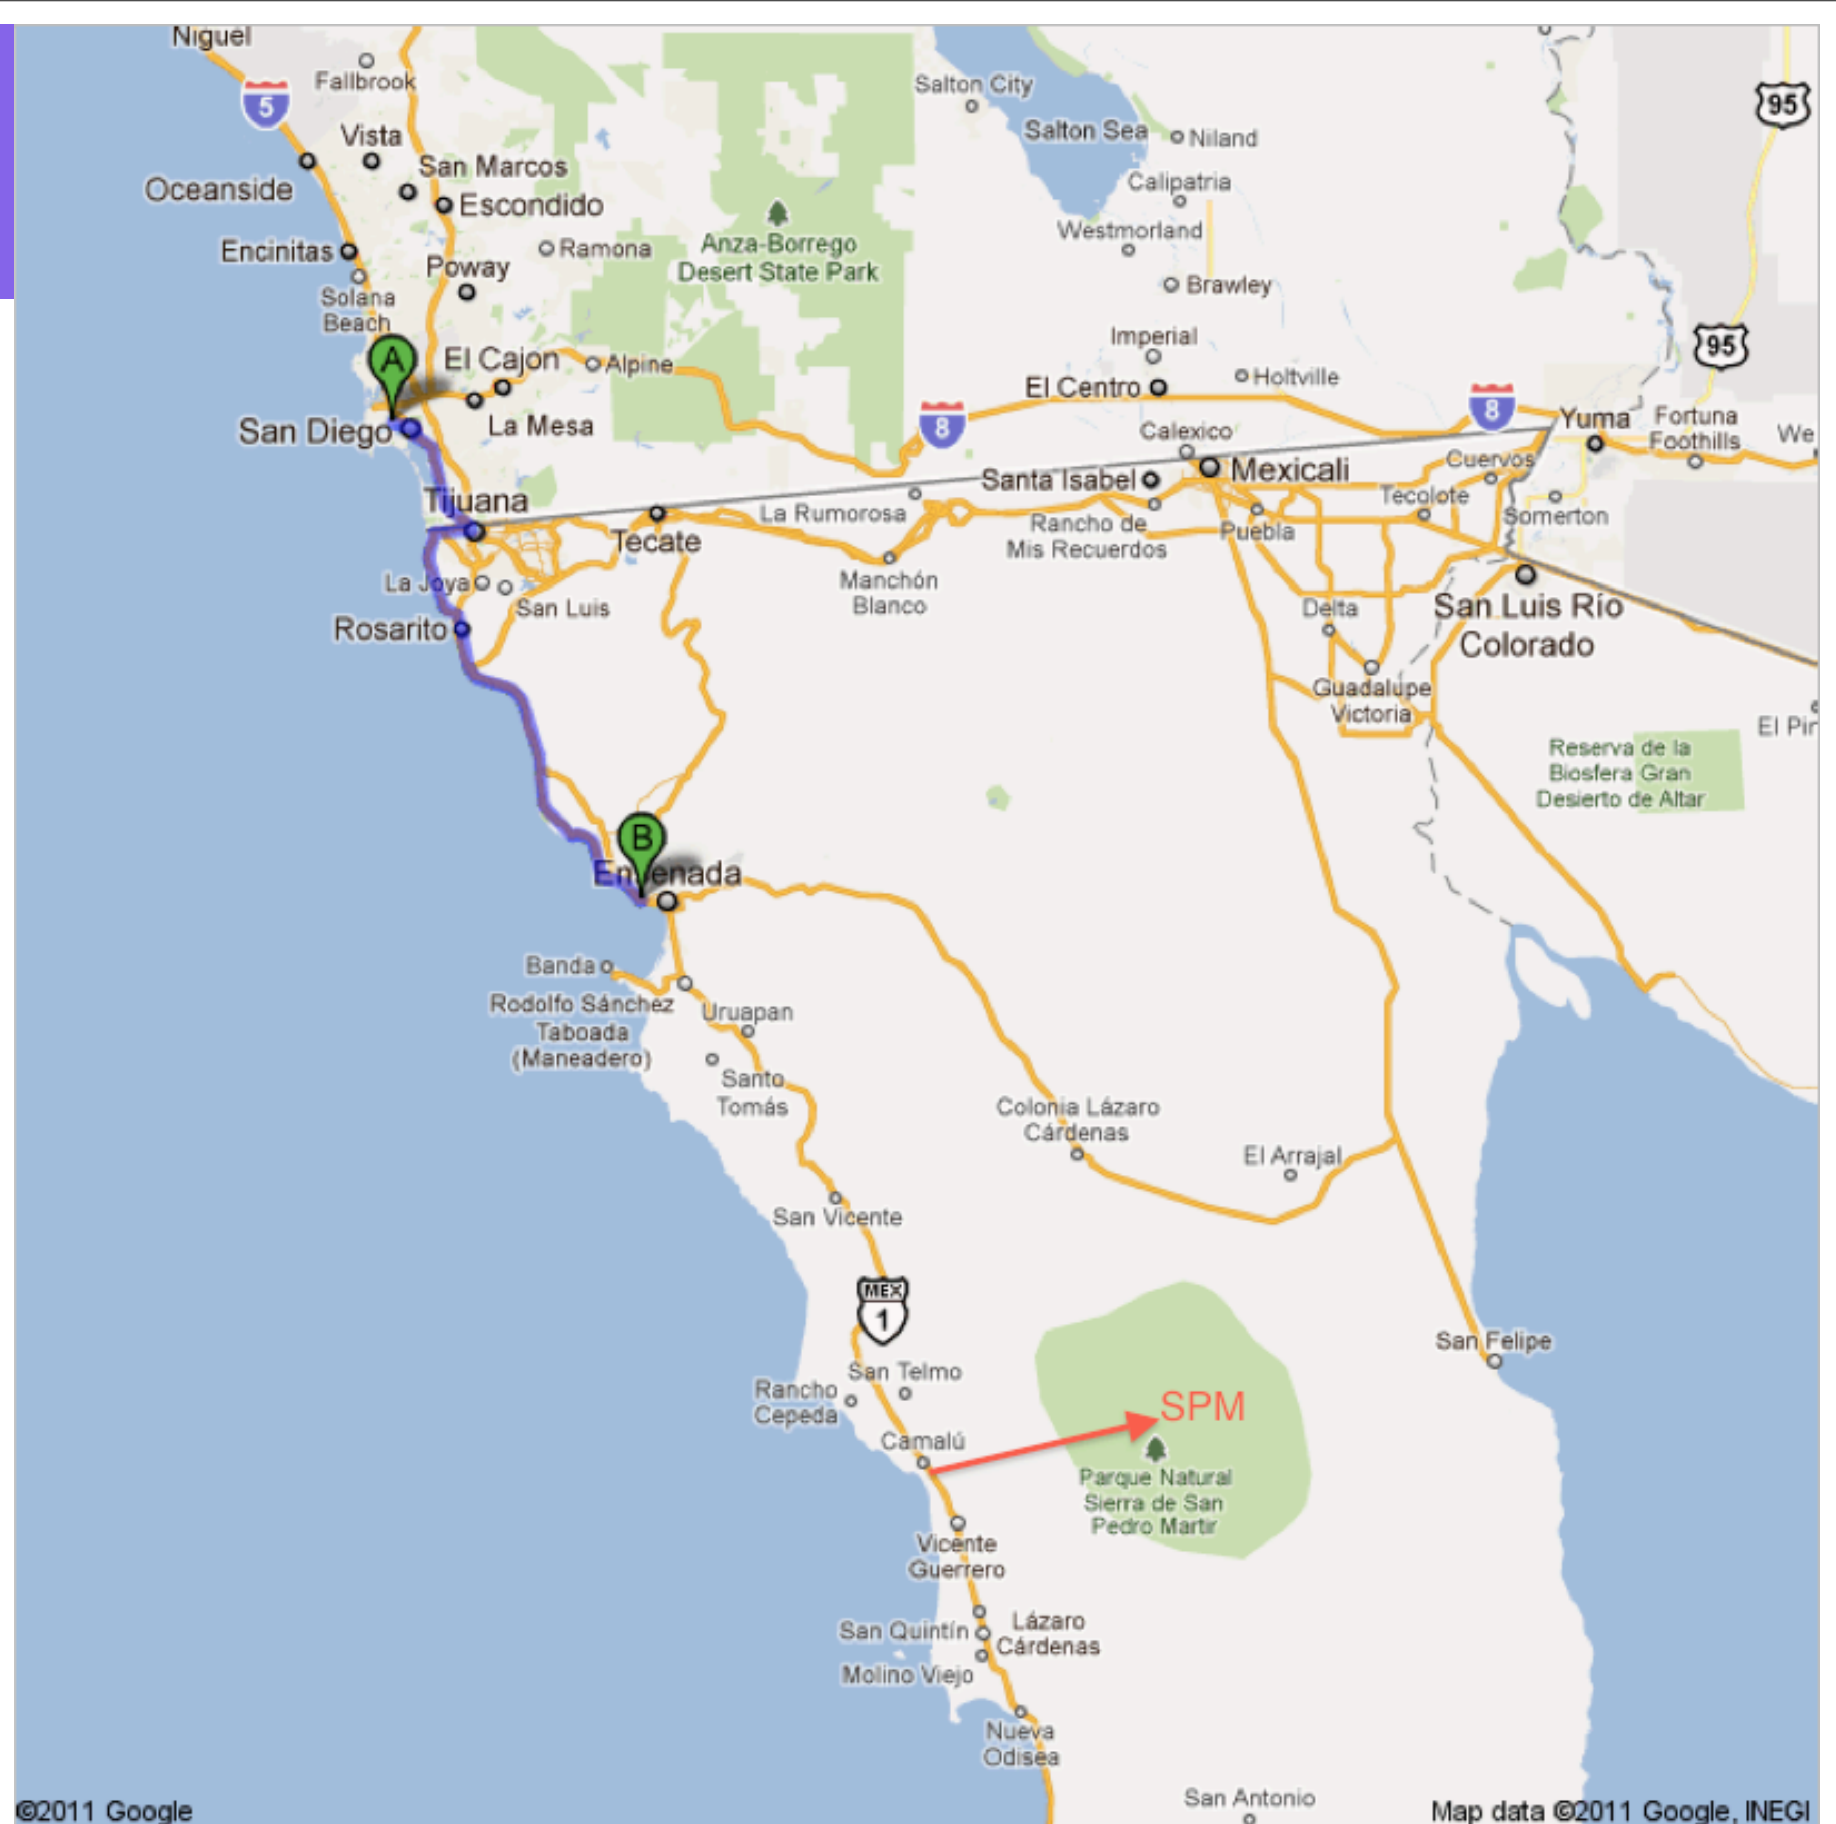 Niguel
Fallbrook
5
Vista
San Marcos
Oceanside
Escondido
Encinitas
Ramona
Poway
Solana
Beach
Anza-Borrego
Desert State Park
Salton City
Salton Sea
Niland
Calipatria
Westmorland
Brawley
95
95
A
El Cajon
Alpine
La Mesa
San Diego
Imperial
El Centro
Holtville
8
8
Calexico
Yuma
Fortuna
Foothills
We
Tijuana
Santa Isabel
Mexicali
Cuervos
Tecolote
Somerton
Tecate
La Rumorosa
Rancho de
Mis Recuerdos
Puebla
La Joya
San Luis
Manchón
Blanco
Delta
San Luis Río
Colorado
Rosarito
Guadalupe
Victoria
El Pir
Reserva de la
Biosfera Gran
Desierto de Altar
B
Ensenada
Banda
Rodolfo Sánchez
Taboada
(Maneadero)
Uruapan
Santo
Tomás
Colonia Lázaro
Cárdenas
El Arrajal
San Vicente
MEX
1
San Telmo
Rancho
Cepeda
Camalú
SPM
Parque Natural
Sierra de San
Pedro Martir
San Felipe
Vicente
Guerrero
San Quintín
Lázaro
Cárdenas
Molino Viejo
Nueva
Odisea
San Antonio
©2011 Google
Map data ©2011 Google, INEGI